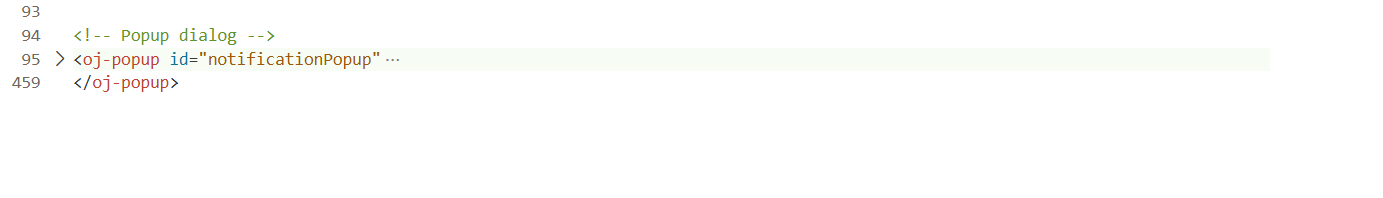 93
94 <!-- Popup dialog -->
95 > <oj-popup id="notificationPopup" ···
459 </oj-popup>